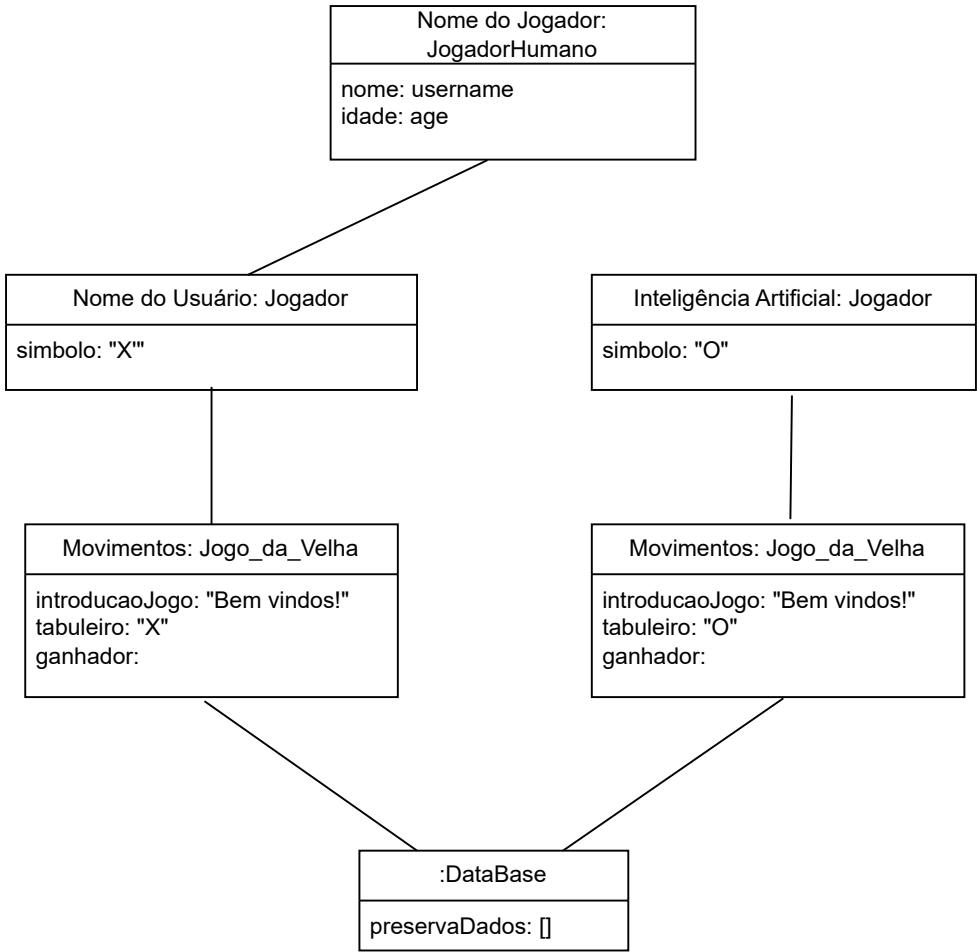 Nome do Jogador:
JogadorHumano
nome: username
idade: age
Nome do Usuário: Jogador
simbolo: "X'"
Inteligência Artificial: Jogador
simbolo: "O"
Movimentos: Jogo_da_Velha
introducaoJogo: "Bem vindos!"
tabuleiro: "X"
ganhador:
Movimentos: Jogo_da_Velha
introducaoJogo: "Bem vindos!"
tabuleiro: "O"
ganhador:
:DataBase
preservaDados: []